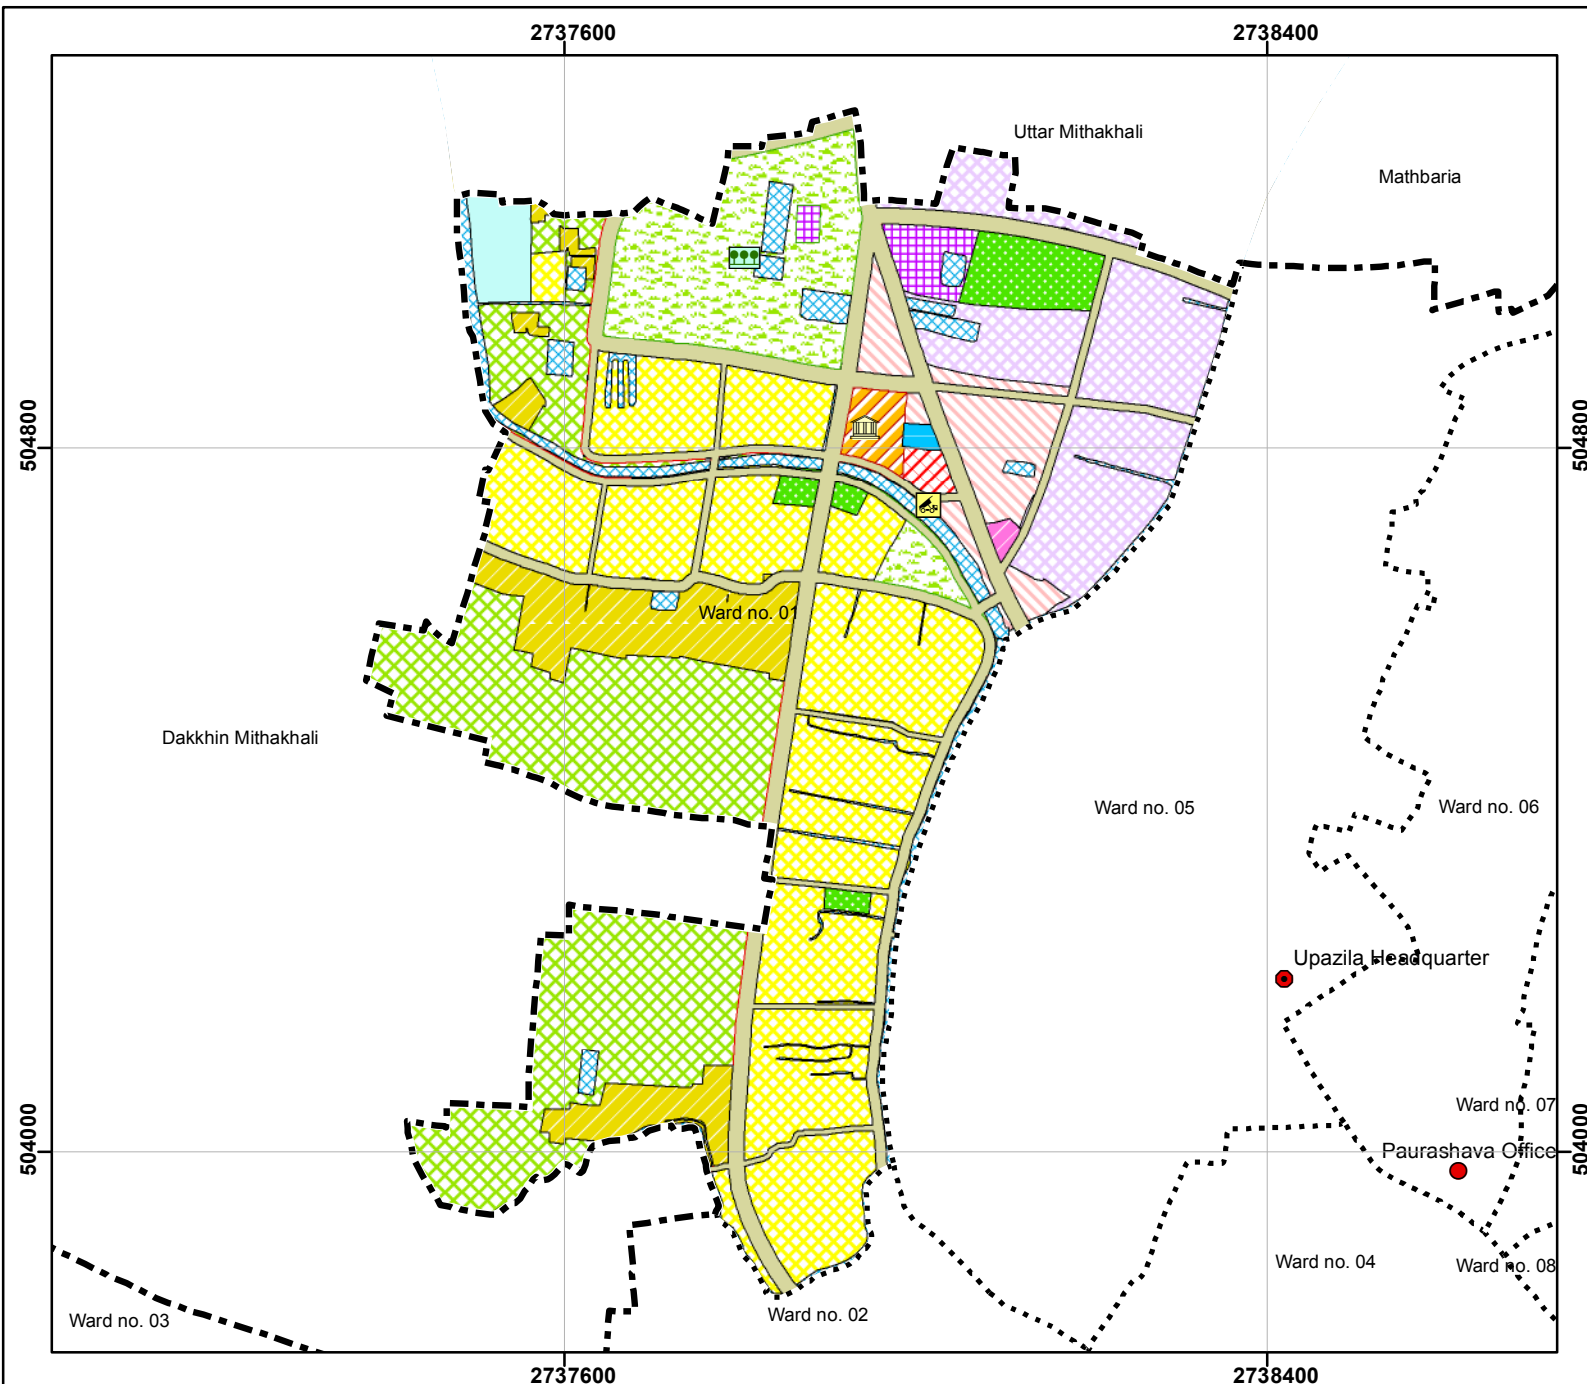 2737600
2738400
Uttar Mithakhali
Mathbaria
504800
504800
Ward no. 01
Dakkhin Mithakhali
Ward no. 05
Ward no. 06
Upazila Headquarter
Ward no. 07
504000
504000
Paurashava Office
Ward no. 04
Ward no. 08
Ward no. 02
Ward no. 03
2737600
2738400